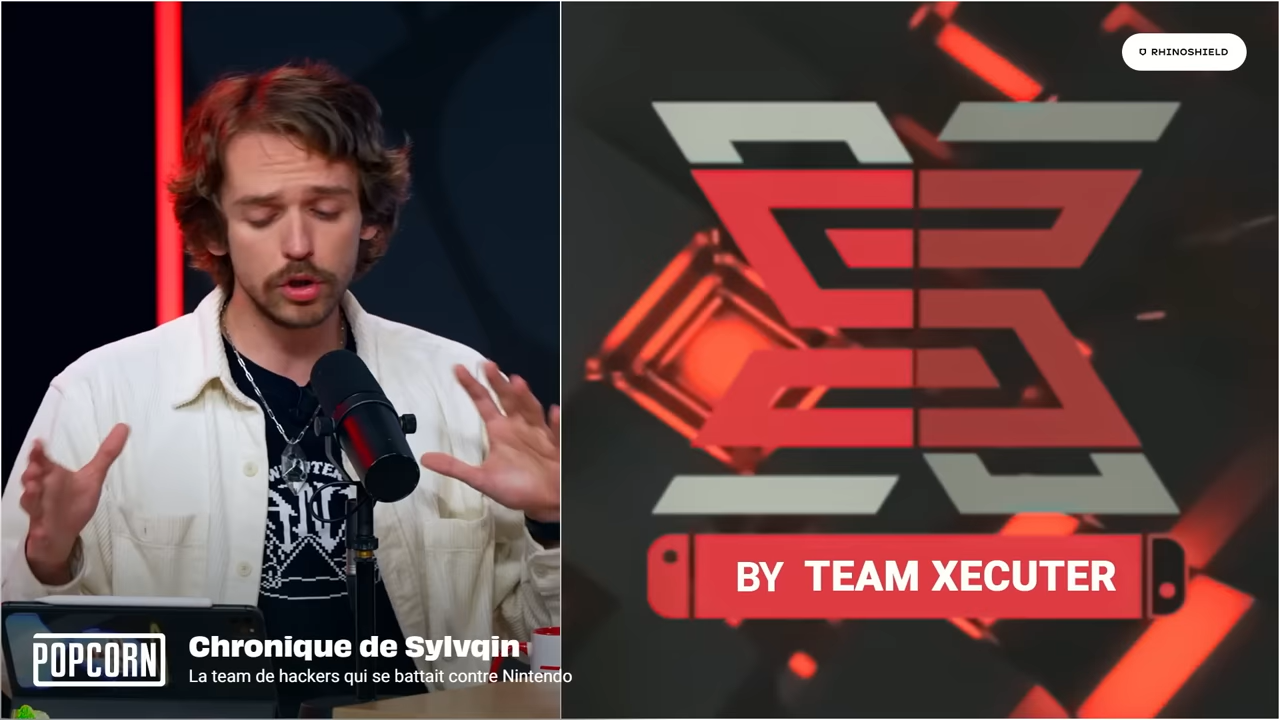 RHINOSHIELD
BY TEAM XECUTER
POPCORN
Chronique de Sylvqin
La team de hackers qui se battait contre Nintendo